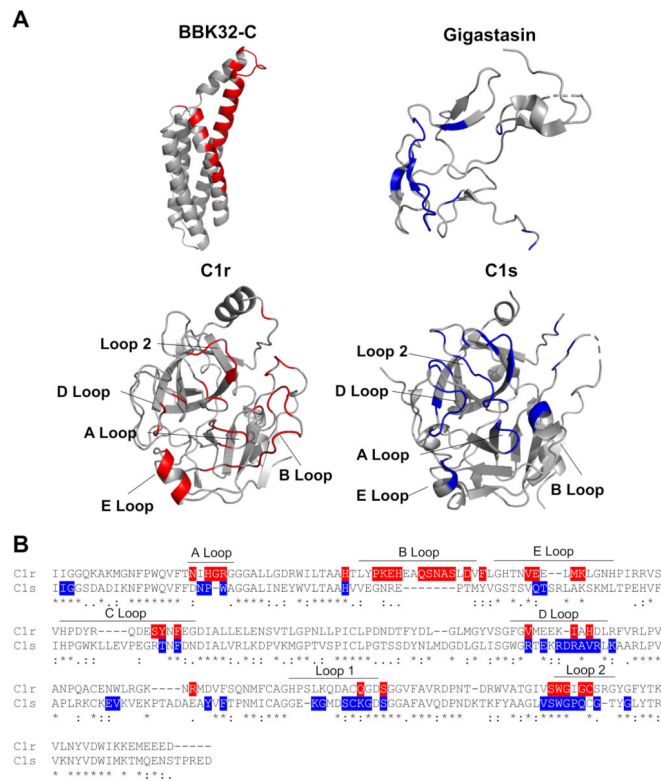 A
BBK32-C
Gigastasin
C1r
C1s
Loop 2
D Loop
A Loop
B Loop
E Loop
Loop 2
D Loop
A Loop
E Loop
B Loop
B
A Loop B Loop E Loop
C1r IIGGQKAKMGNFPWQVFTNIHGRGGGALLGDRWILTAAHTLYPKEHEAQSNASLDVFLGHTNVEE--LMKLGNHPIRRVS
C1s IIGGSDADIKNFPWQVFFDNP-WAGGALINEYWVLTAAHVVEGNRE-----PTMYVGSTSVQTSRLAKSKMLTPEHVF
C Loop D Loop
C1r VHPDYR---QDESYNFEGDIALLELENSVTLGPNLLPICLPDNDTFYDL-GLMGYVSGFGVMEEK-IAHDLRFVRLPV
C1s IHPGWKLLEVPEGRTNFDNDIALVRLKDPVKMGPTVSPICLPGTSSDYNLMDGDLGLISGWGRTEKRDRAVRLKAARLPV
Loop 1 Loop 2
C1r ANPQACENWLRGK---NRMDVFSQNMFCAGHPSLKQDACQGDSGGVFAVRDPNT-DRWVATGIVSWGIGCSRGYGFYTK
C1s APLRKCKEVKVEKPTADAEAYVFTPNMICAGGE-KGMDSCKGDSGGAFAVQDPNDKTKFYAAGLVSWGPQCG-TYGLYTR
C1r VLNYVDWIKKEMEEED-----
C1s VKNYVDWIMKTMQENSTPRED